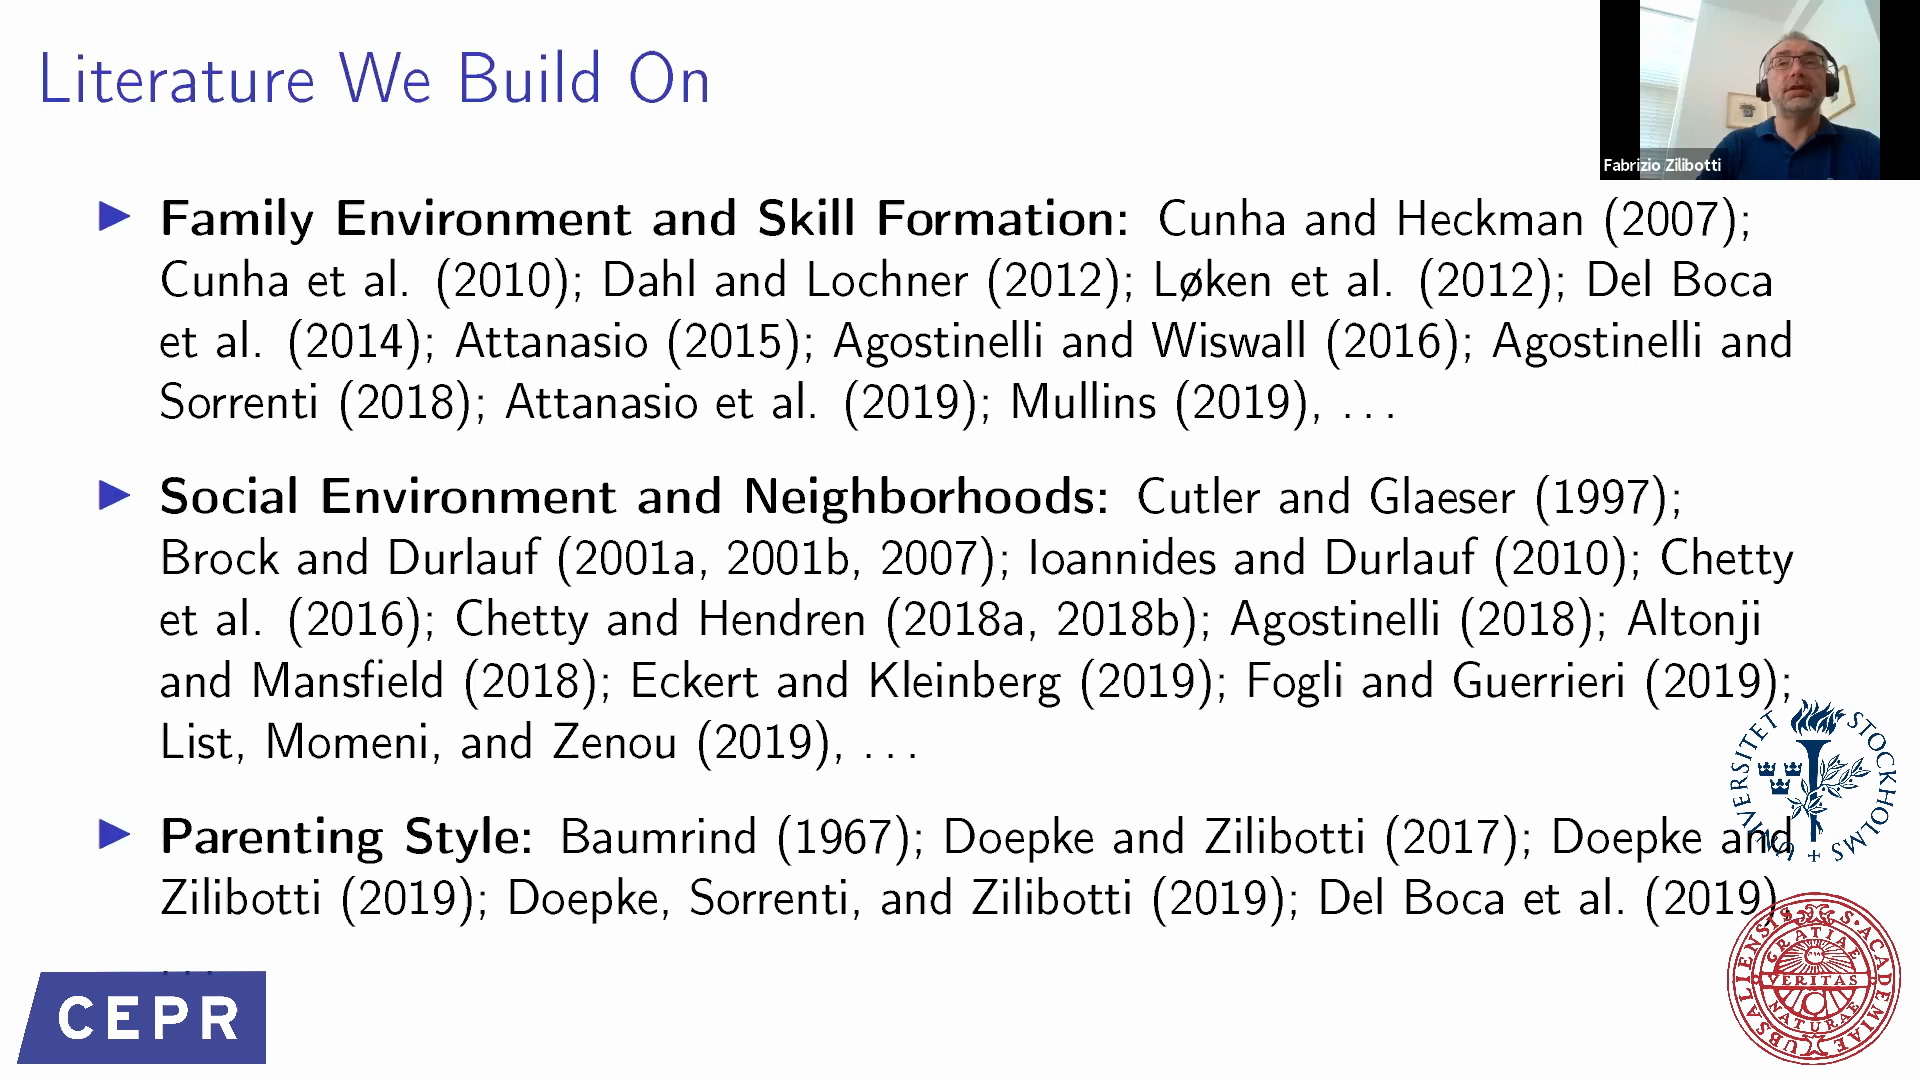 Literature We Build On
Fabrizio Zilibotti
▶ Family Environment and Skill Formation: Cunha and Heckman (2007);
Cunha et al. (2010); Dahl and Lochner (2012); Løken et al. (2012); Del Boca
et al. (2014); Attanasio (2015); Agostinelli and Wiswall (2016); Agostinelli and
Sorrenti (2018); Attanasio et al. (2019); Mullins (2019), ...
▶ Social Environment and Neighborhoods: Cutler and Glaeser (1997);
Brock and Durlauf (2001a, 2001b, 2007); Ioannides and Durlauf (2010); Chetty
et al. (2016); Chetty and Hendren (2018a, 2018b); Agostinelli (2018); Altonji
and Mansfield (2018); Eckert and Kleinberg (2019); Fogli and Guerrieri (2019);
List, Momeni, and Zenou (2019), ...
▶ Parenting Style: Baumrind (1967); Doepke and Zilibotti (2017); Doepke and
Zilibotti (2019); Doepke, Sorrenti, and Zilibotti (2019); Del Boca et al. (2019),
...
STOCKHOLMS UNIVERSITET
CEPR
S · ACADEMIAE UBSALIENSIS
GRATIAE
VERITAS
NATURAE